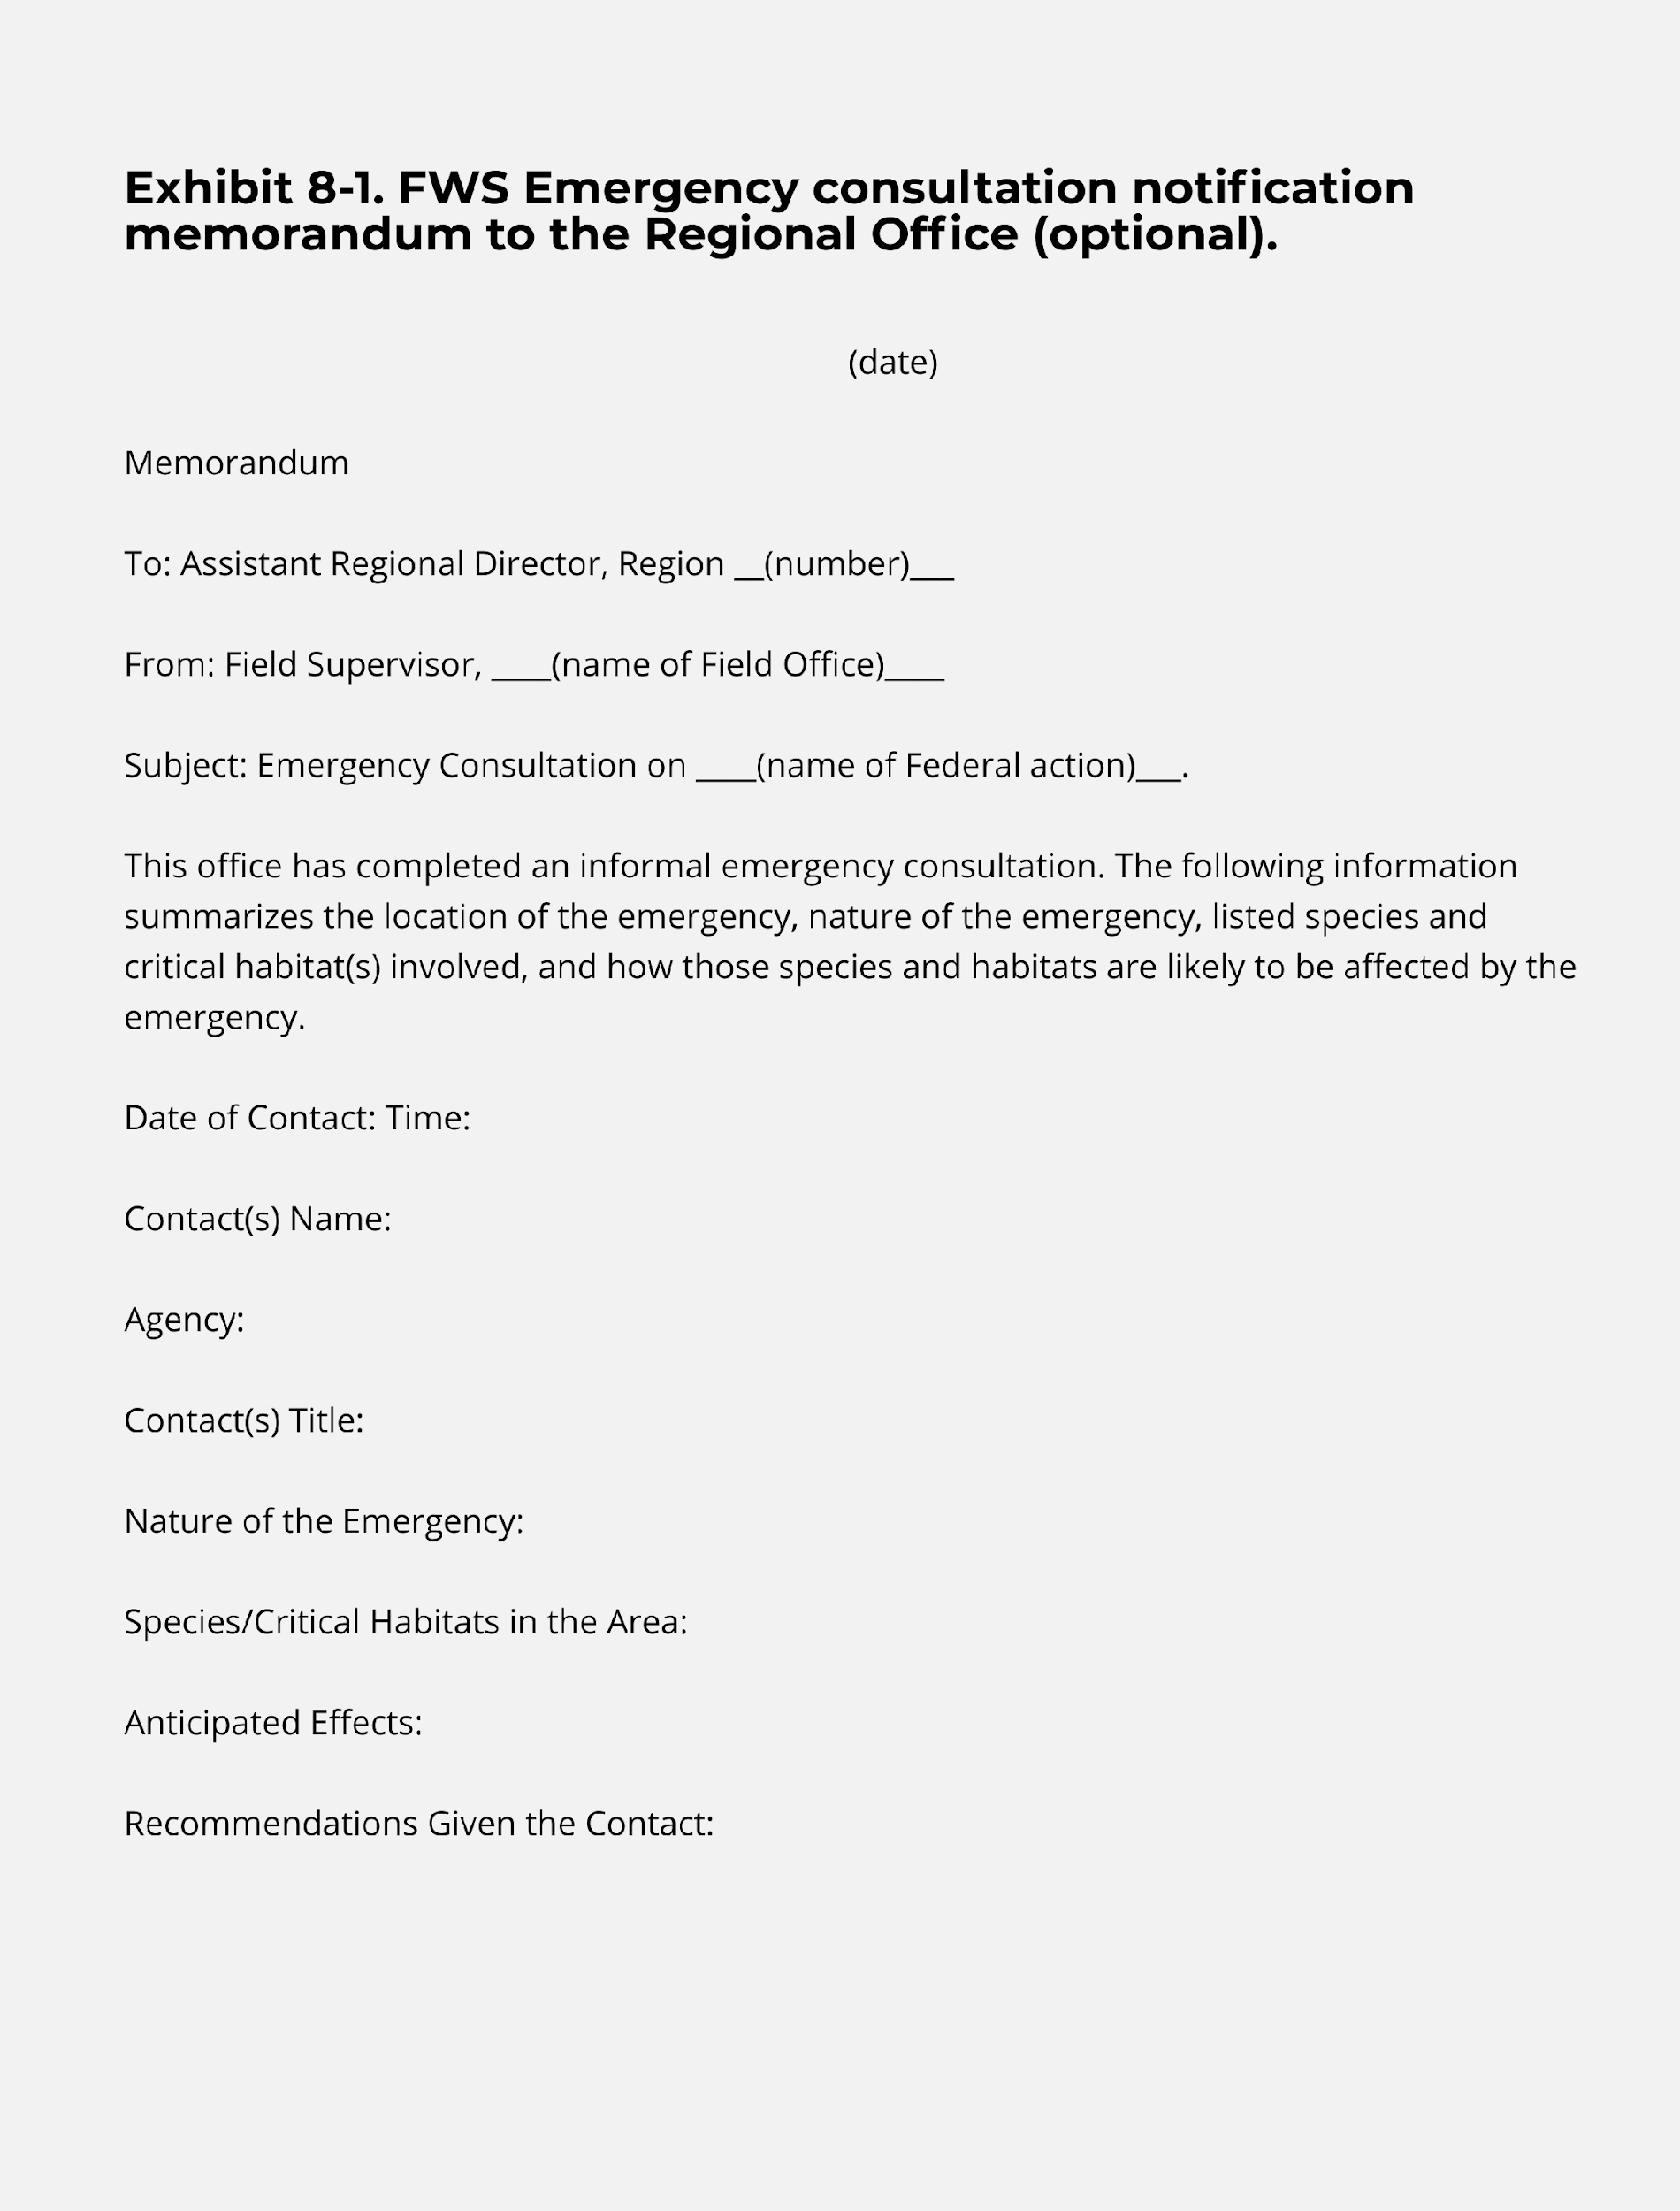 Exhibit 8-1. FWS Emergency consultation notification
memorandum to the Regional Office (optional).
(date)
Memorandum
To: Assistant Regional Director, Region __(number)___
From: Field Supervisor, ____(name of Field Office)____
Subject: Emergency Consultation on ____(name of Federal action)___.
This office has completed an informal emergency consultation. The following information
summarizes the location of the emergency, nature of the emergency, listed species and
critical habitat(s) involved, and how those species and habitats are likely to be affected by the
emergency.
Date of Contact: Time:
Contact(s) Name:
Agency:
Contact(s) Title:
Nature of the Emergency:
Species/Critical Habitats in the Area:
Anticipated Effects:
Recommendations Given the Contact: